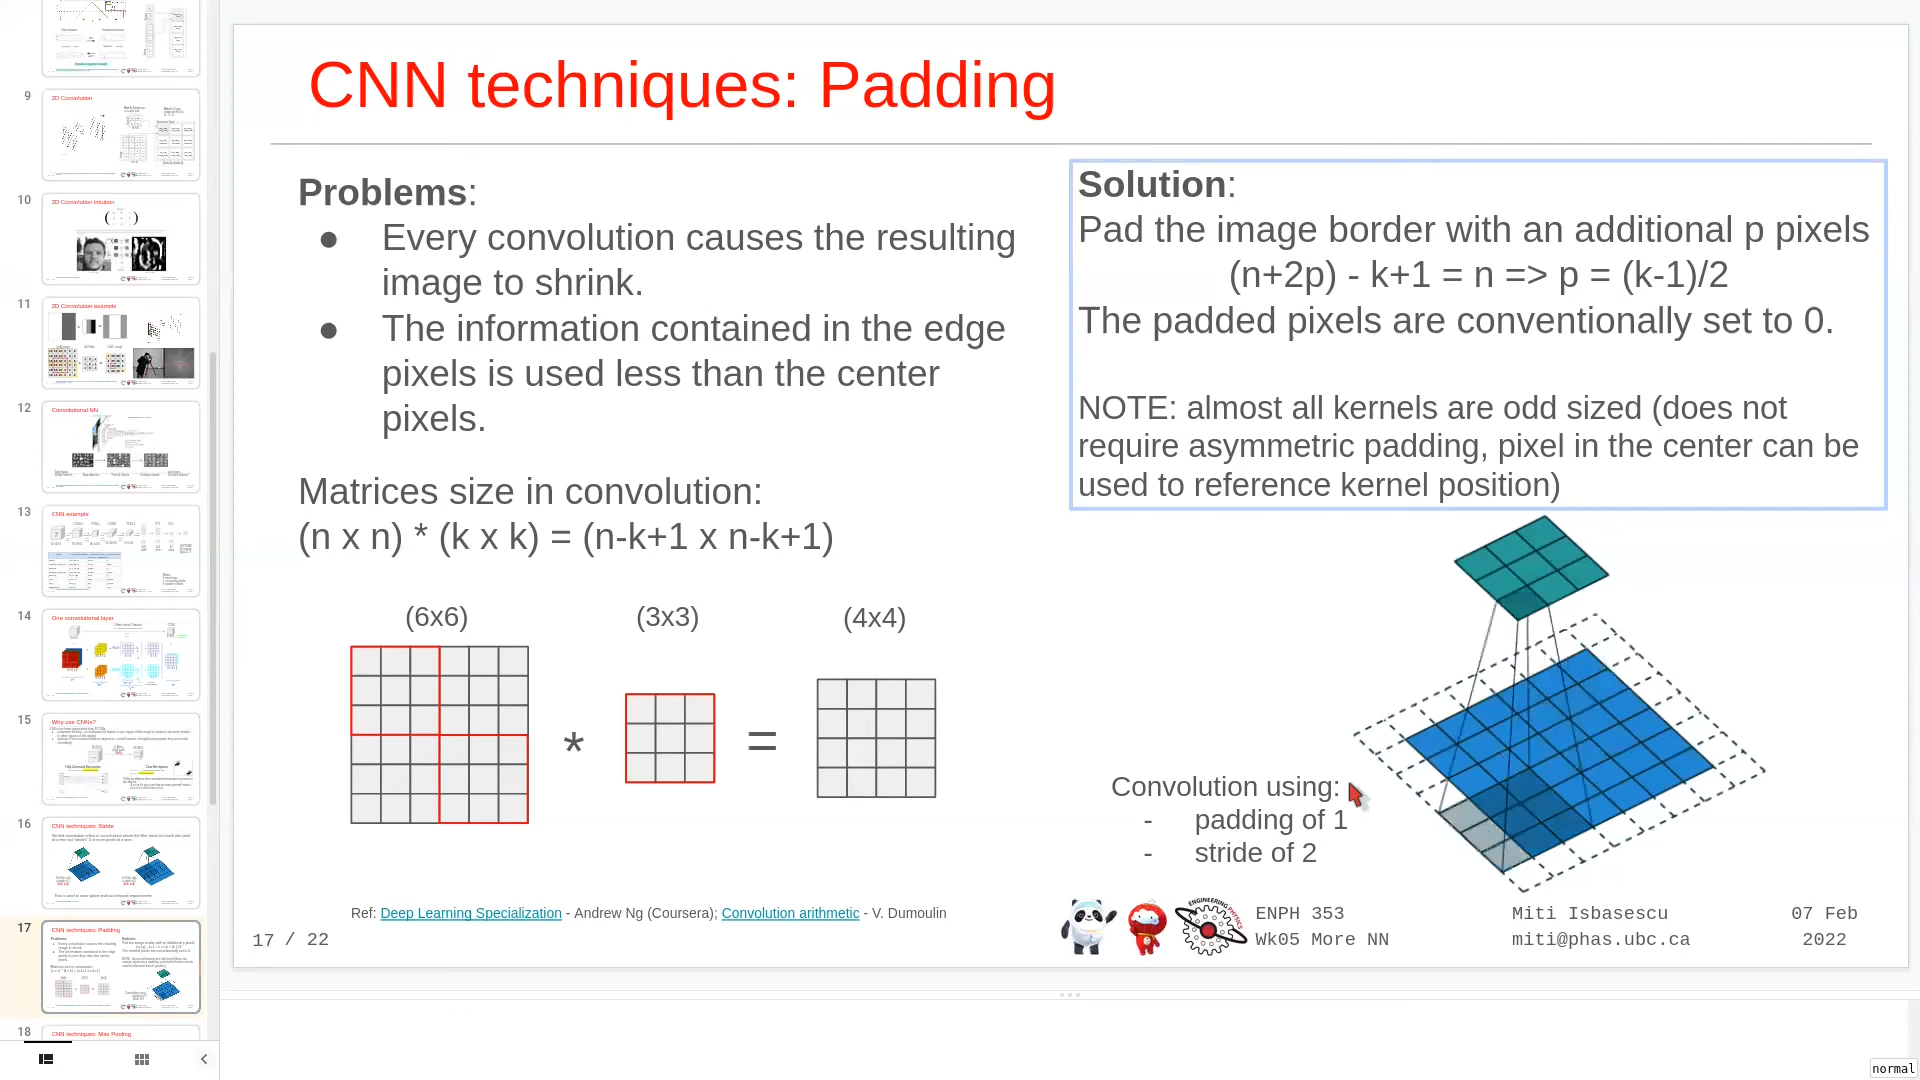 CNN techniques: Padding
Problems:
● Every convolution causes the resulting
image to shrink.
● The information contained in the edge
pixels is used less than the center
pixels.
Matrices size in convolution:
(n x n) * (k x k) = (n-k+1 x n-k+1)
(6x6) (3x3) (4x4)
* =
Solution:
Pad the image border with an additional p pixels
(n+2p) - k+1 = n => p = (k-1)/2
The padded pixels are conventionally set to 0.
NOTE: almost all kernels are odd sized (does not
require asymmetric padding, pixel in the center can be
used to reference kernel position)
Convolution using:
- padding of 1
- stride of 2
Ref: Deep Learning Specialization - Andrew Ng (Coursera); Convolution arithmetic - V. Dumoulin
17 / 22
ENGINEERING PHYSICS
ENPH 353
Wk05 More NN
Miti Isbasescu
miti@phas.ubc.ca
07 Feb
2022
9
2D Convolution
10
2D Convolution intuition
11
2D Convolution example
12
Convolutional NN
13
CNN example
14
One convolutional layer
15
Why use CNNs?
16
CNN techniques: Stride
17
CNN techniques: Padding
18
CNN techniques: Max Pooling
normal